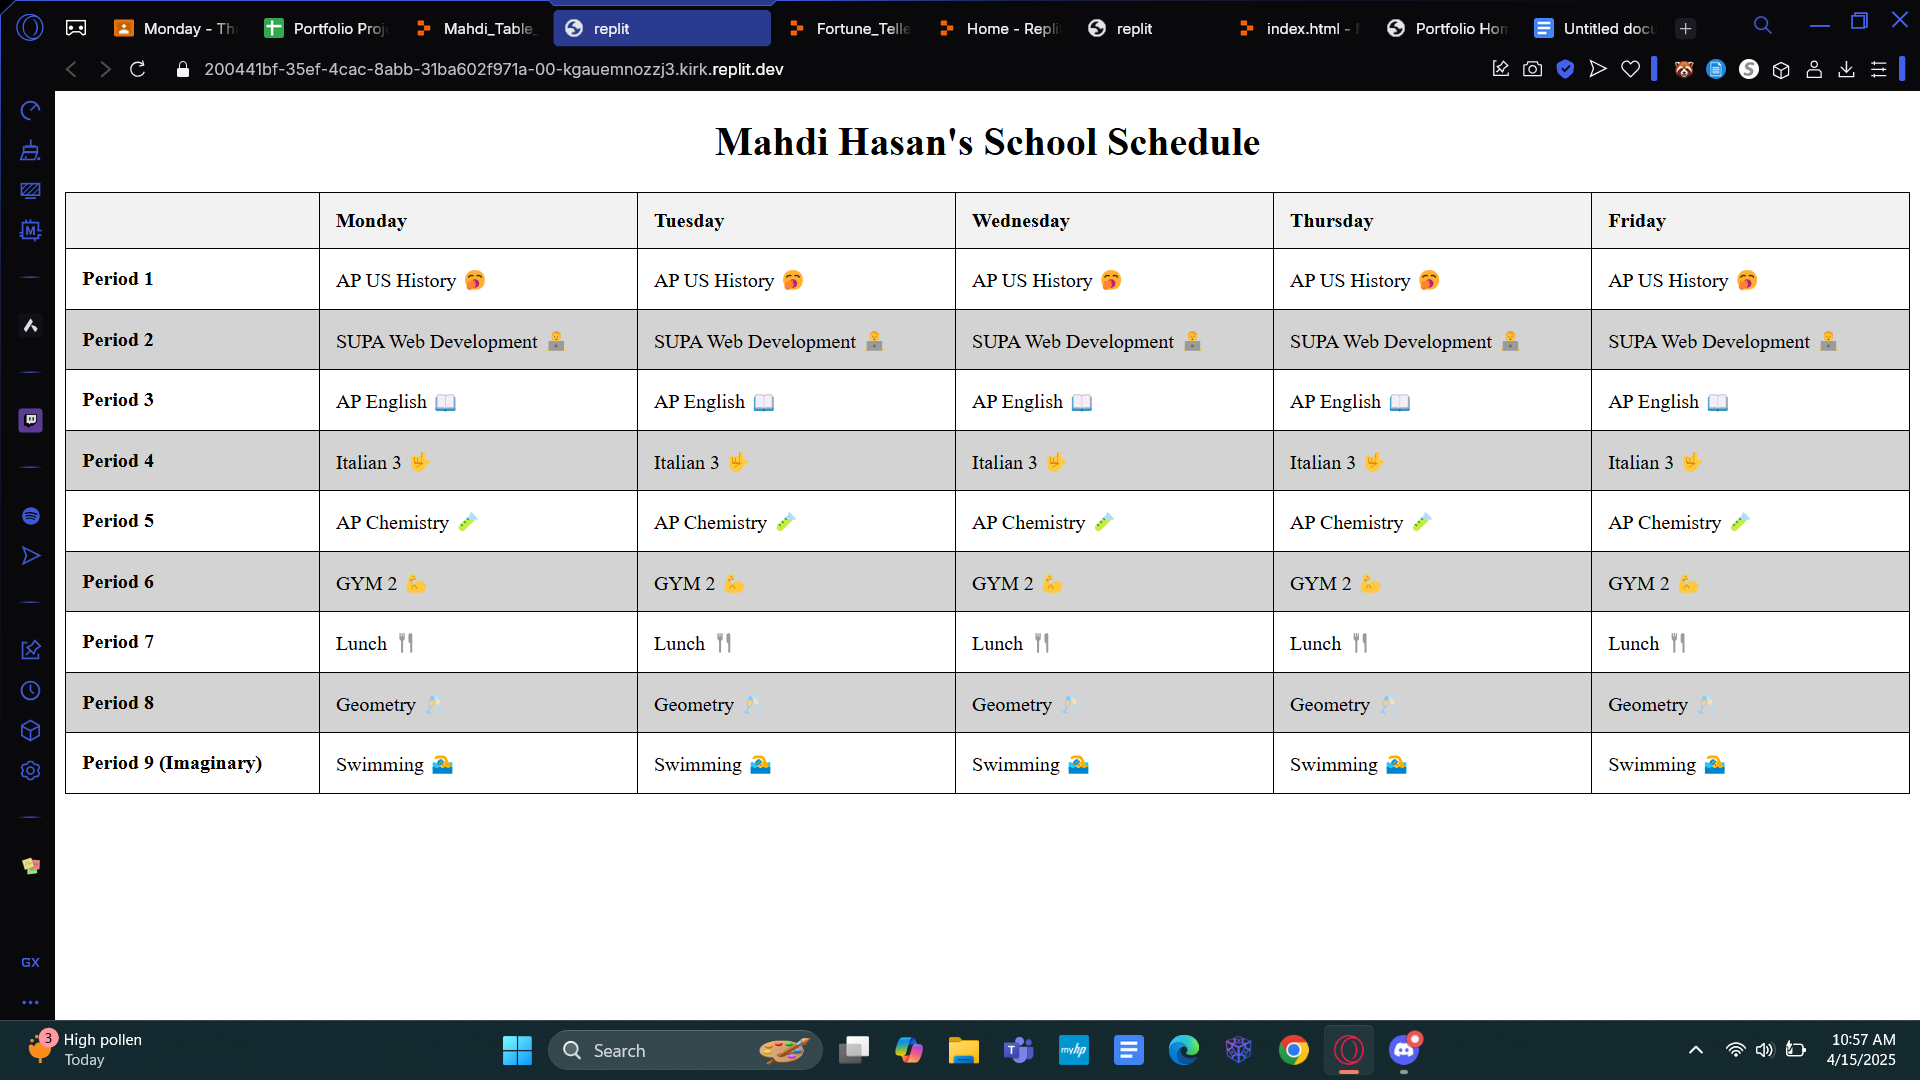 Monday - Th
Portfolio Proj
Mahdi_Table_
replit
Fortune_Telle
Home - Repli
replit
index.html -
Portfolio Hom
Untitled docu
200441bf-35ef-4cac-8abb-31ba602f971a-00-kgauemnozzj3.kirk.replit.dev
Mahdi Hasan's School Schedule
Monday Tuesday Wednesday Thursday Friday
Period 1 AP US History 🥱 AP US History 🥱 AP US History 🥱 AP US History 🥱 AP US History 🥱
Period 2 SUPA Web Development 🧑‍💻 SUPA Web Development 🧑‍💻 SUPA Web Development 🧑‍💻 SUPA Web Development 🧑‍💻 SUPA Web Development 🧑‍💻
Period 3 AP English 📖 AP English 📖 AP English 📖 AP English 📖 AP English 📖
Period 4 Italian 3 🤟 Italian 3 🤟 Italian 3 🤟 Italian 3 🤟 Italian 3 🤟
Period 5 AP Chemistry 🧪 AP Chemistry 🧪 AP Chemistry 🧪 AP Chemistry 🧪 AP Chemistry 🧪
Period 6 GYM 2 💪 GYM 2 💪 GYM 2 💪 GYM 2 💪 GYM 2 💪
Period 7 Lunch 🍴 Lunch 🍴 Lunch 🍴 Lunch 🍴 Lunch 🍴
Period 8 Geometry Geometry Geometry Geometry Geometry
Period 9 (Imaginary) Swimming 🏊 Swimming 🏊 Swimming 🏊 Swimming 🏊 Swimming 🏊
GX
3
High pollen
Today
Search
myhp
10:57 AM
4/15/2025